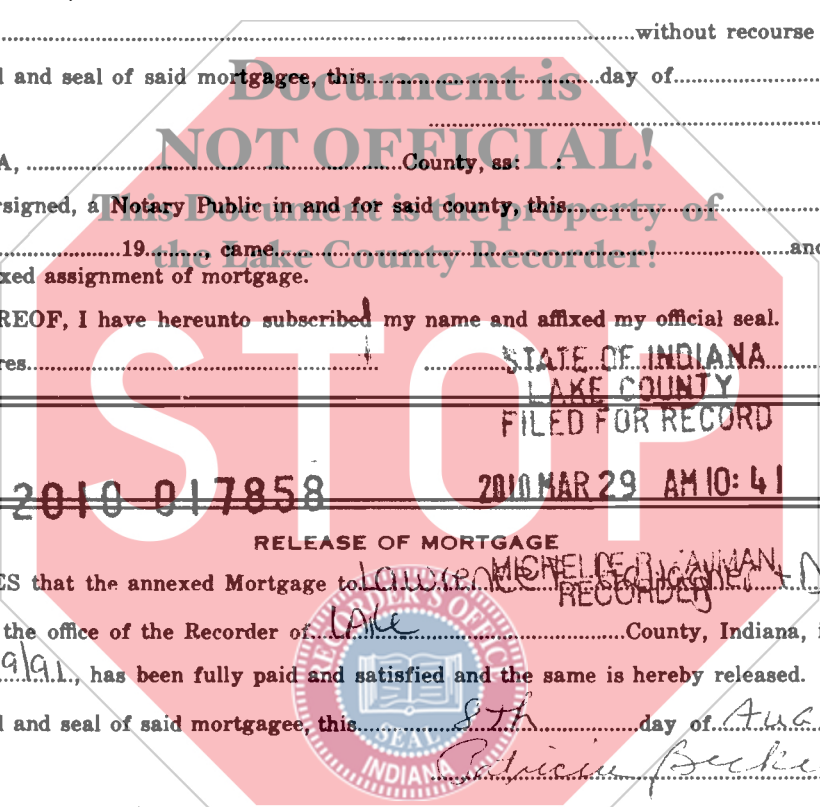 without recourse
and seal of said mortgagee, this day of
Document is
NOT OFFICIAL!
A, County, ss: :
This Document is the property of
rsigned, a Notary Public in and for said county, this
19 , came and
the Lake County Recorder!
xed assignment of mortgage.
REOF, I have hereunto subscribed my name and affixed my official seal.
res
STATE OF INDIANA
LAKE COUNTY
FILED FOR RECORD
STOP
2010 017858
2010 MAR 29 AM 10:41
RELEASE OF MORTGAGE
ES that the annexed Mortgage to Lawrence
RECORDER
the office of the Recorder of Lake County, Indiana,
9/91, has been fully paid and satisfied and the same is hereby released.
and seal of said mortgagee, this 8th day of Aug
Patricia Becke
RECORDER'S OFFICE
SEAL
INDIANA